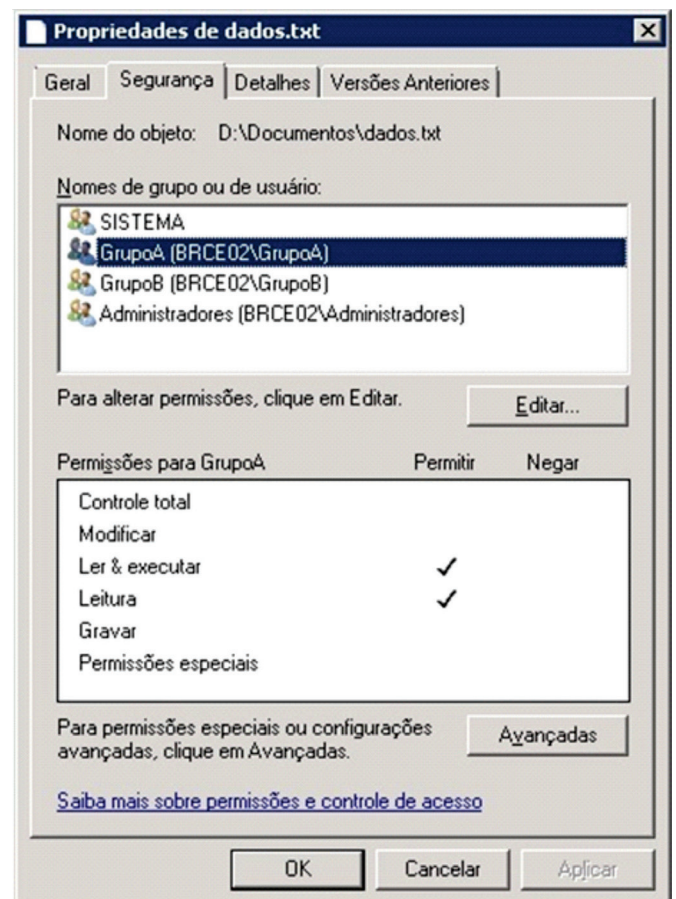 Propriedades de dados.txt
Geral Segurança Detalhes Versões Anteriores
Nome do objeto: D:\Documentos\dados.txt
Nomes de grupo ou de usuário:
SISTEMA
GrupoA (BRCE02\GrupoA)
GrupoB (BRCE02\GrupoB)
Administradores (BRCE02\Administradores)
Para alterar permissões, clique em Editar. Editar...
Permissões para GrupoA Permitir Negar
Controle total
Modificar
Ler & executar ✓
Leitura ✓
Gravar
Permissões especiais
Para permissões especiais ou configurações
avançadas, clique em Avançadas. Avançadas
Saiba mais sobre permissões e controle de acesso
OK Cancelar Aplicar